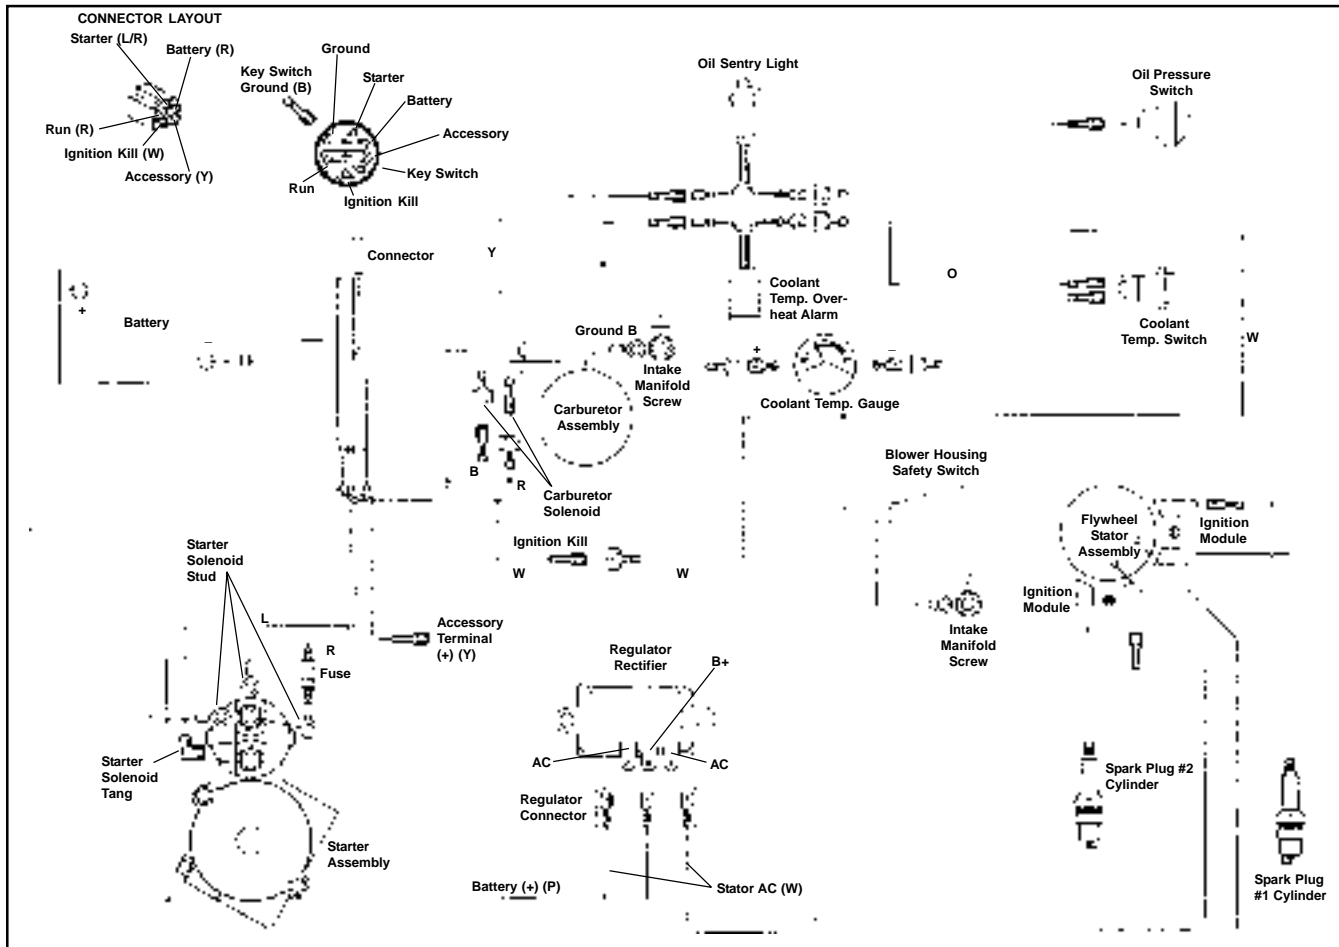 CONNECTOR LAYOUT
Starter (L/R)
Battery (R)
Run (R)
Ignition Kill (W)
Accessory (Y)
Key Switch
Ground (B)
Ground
Starter
Battery
Accessory
Key Switch
Run
Ignition Kill
Oil Sentry Light
Oil Pressure
Switch
Connector
Y
O
+
Battery
–
Coolant
Temp. Over-
heat Alarm
Coolant
Temp. Switch
W
Ground B
–
Intake
Manifold
Screw
+
–
Coolant Temp. Gauge
Carburetor
Assembly
B
R
Carburetor
Solenoid
Blower Housing
Safety Switch
Flywheel
Stator
Assembly
Ignition
Module
Ignition Kill
W
W
Starter
Solenoid
Stud
Ignition
Module
Intake
Manifold
Screw
L
Accessory
Terminal
(+) (Y)
R
Fuse
Regulator
Rectifier
B+
AC
AC
Starter
Solenoid
Tang
Regulator
Connector
Spark Plug #2
Cylinder
Starter
Assembly
Battery (+) (P)
Stator AC (W)
Spark Plug
#1 Cylinder